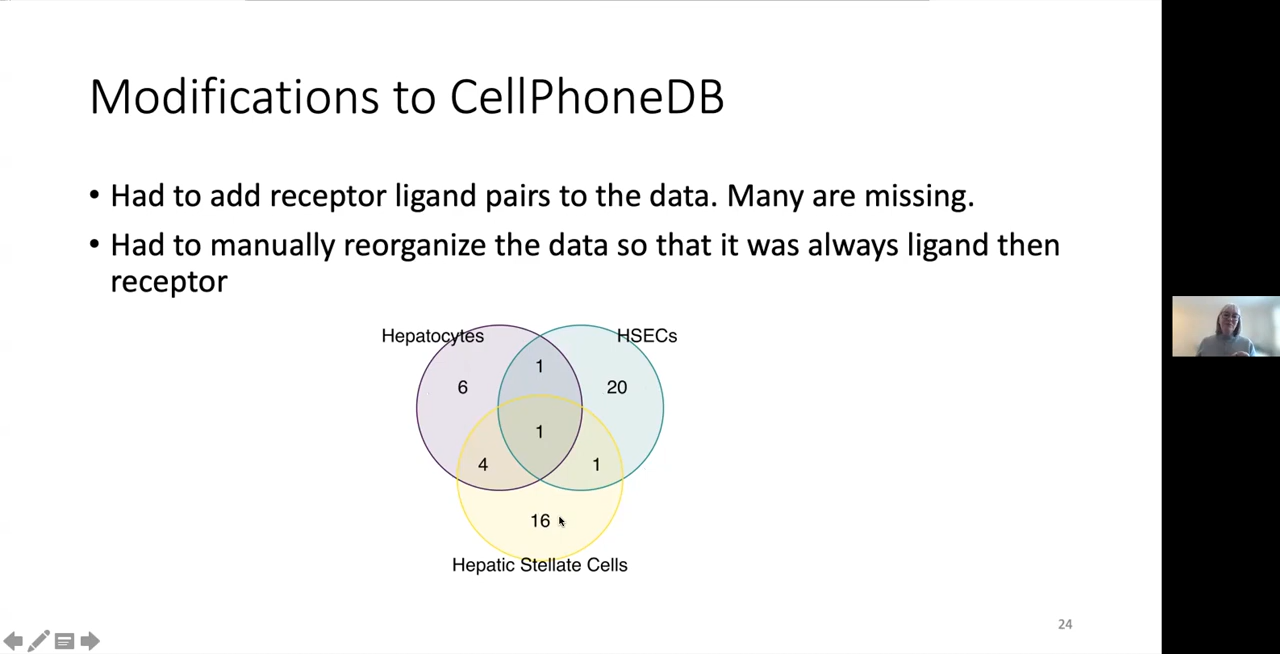 Modifications to CellPhoneDB
• Had to add receptor ligand pairs to the data. Many are missing.
• Had to manually reorganize the data so that it was always ligand then
receptor
Hepatocytes
HSECs
1
6
20
1
4
1
16
Hepatic Stellate Cells
24